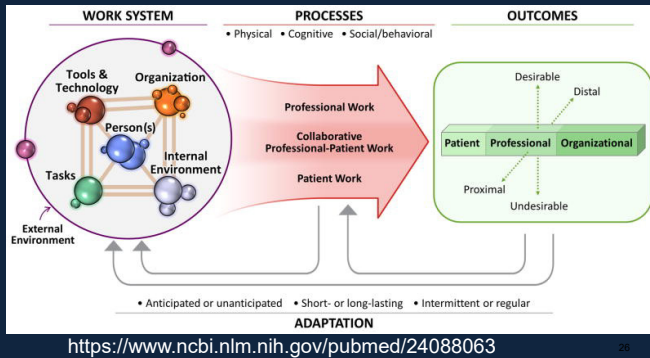 WORK SYSTEM
PROCESSES
OUTCOMES
• Physical • Cognitive • Social/behavioral
Tools &
Technology
Organization
Person(s)
Tasks
Internal
Environment
External
Environment
Professional Work
Collaborative
Professional-Patient Work
Patient Work
Desirable
Distal
Patient
Professional
Organizational
Proximal
Undesirable
• Anticipated or unanticipated • Short- or long-lasting • Intermittent or regular
ADAPTATION
https://www.ncbi.nlm.nih.gov/pubmed/24088063
26